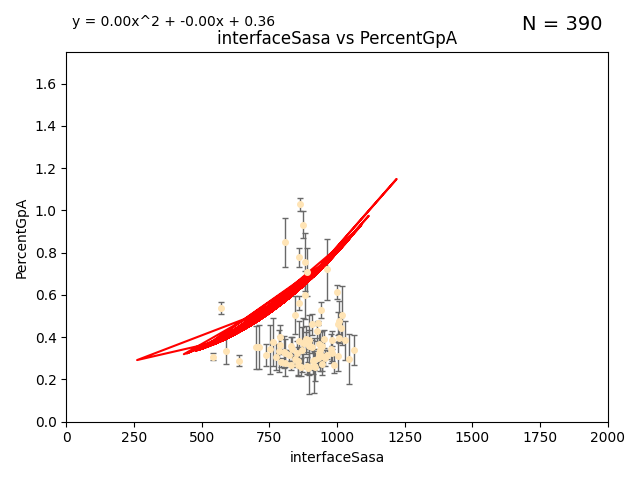 y = 0.00x^2 + -0.00x + 0.36
N = 390
interfaceSasa vs PercentGpA
PercentGpA
1.6
1.4
1.2
1.0
0.8
0.6
0.4
0.2
0.0
0 250 500 750 1000 1250 1500 1750 2000
interfaceSasa